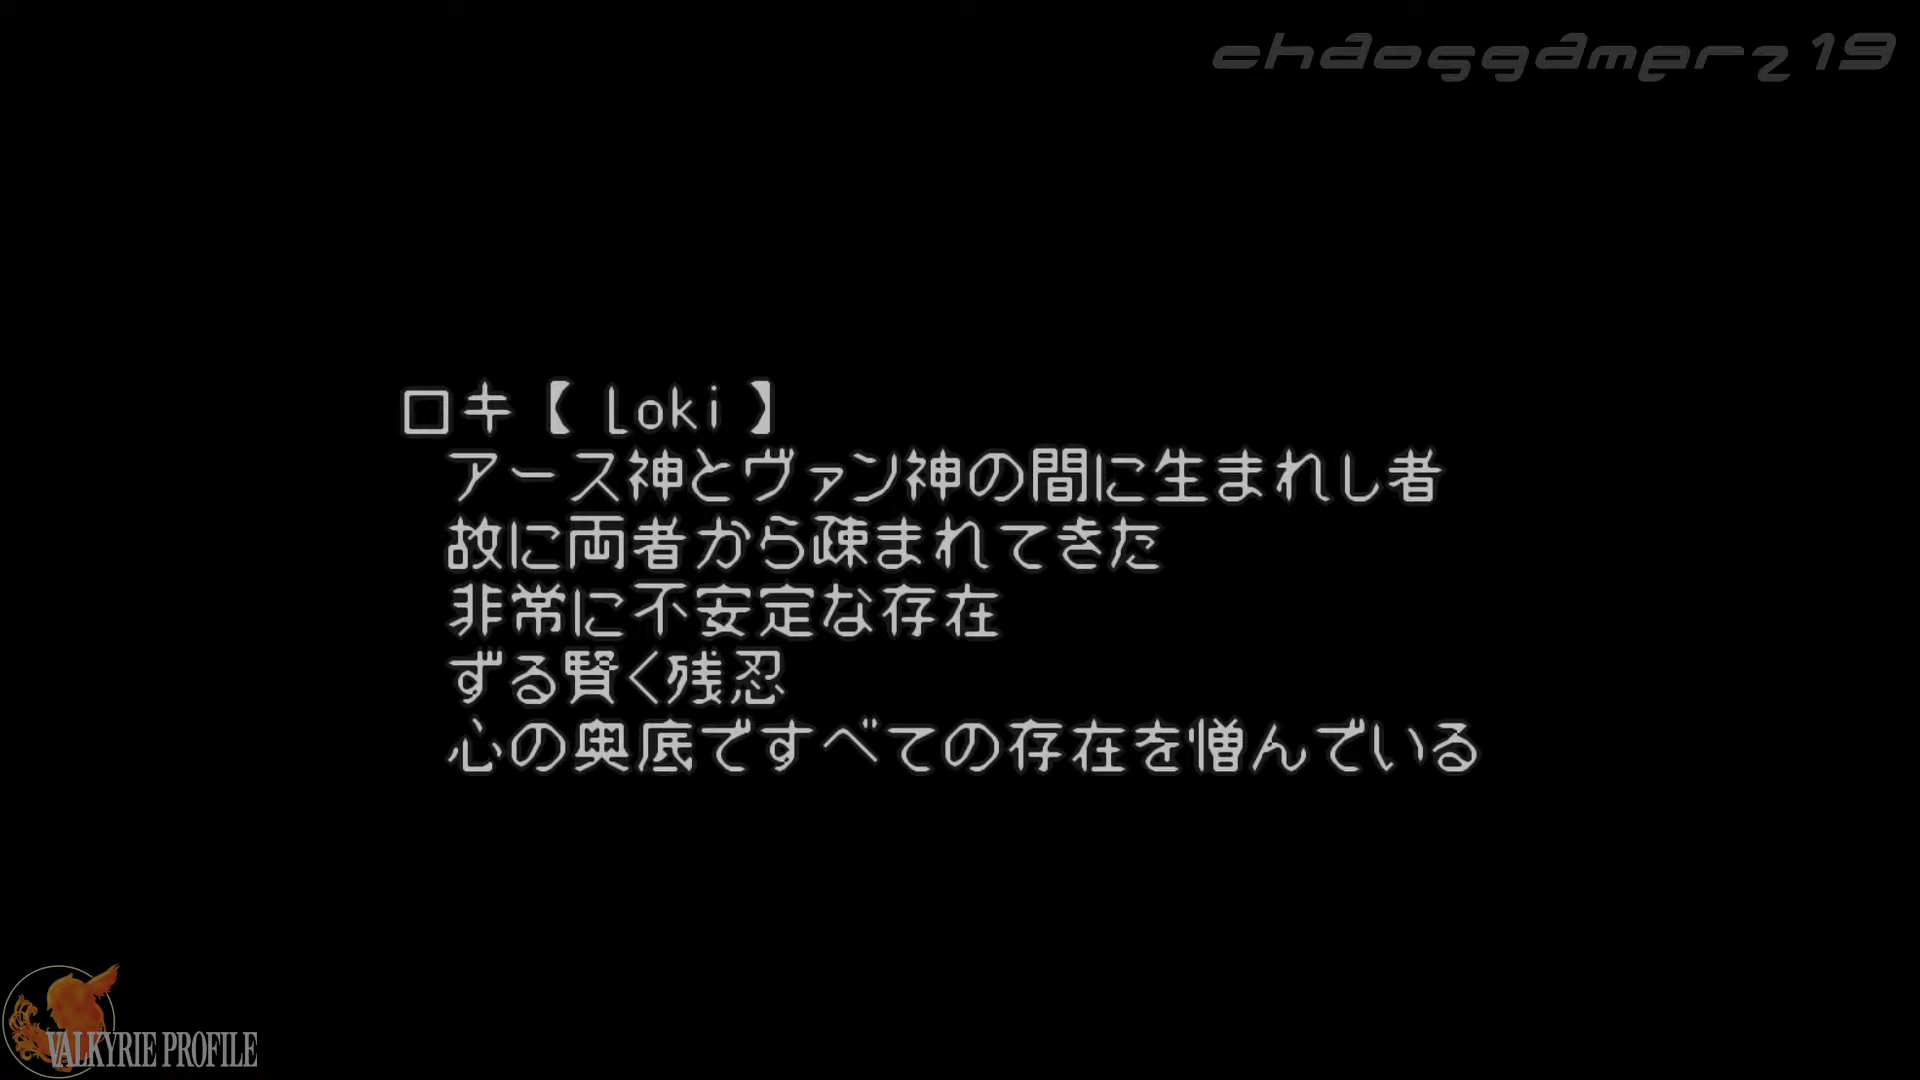 chaosgamerz19
ロキ【 Loki 】
アース神とヴァン神の間に生まれし者
故に両者から疎まれてきた
非常に不安定な存在
ずる賢く残忍
心の奥底ですべての存在を憎んでいる
VALKYRIE PROFILE